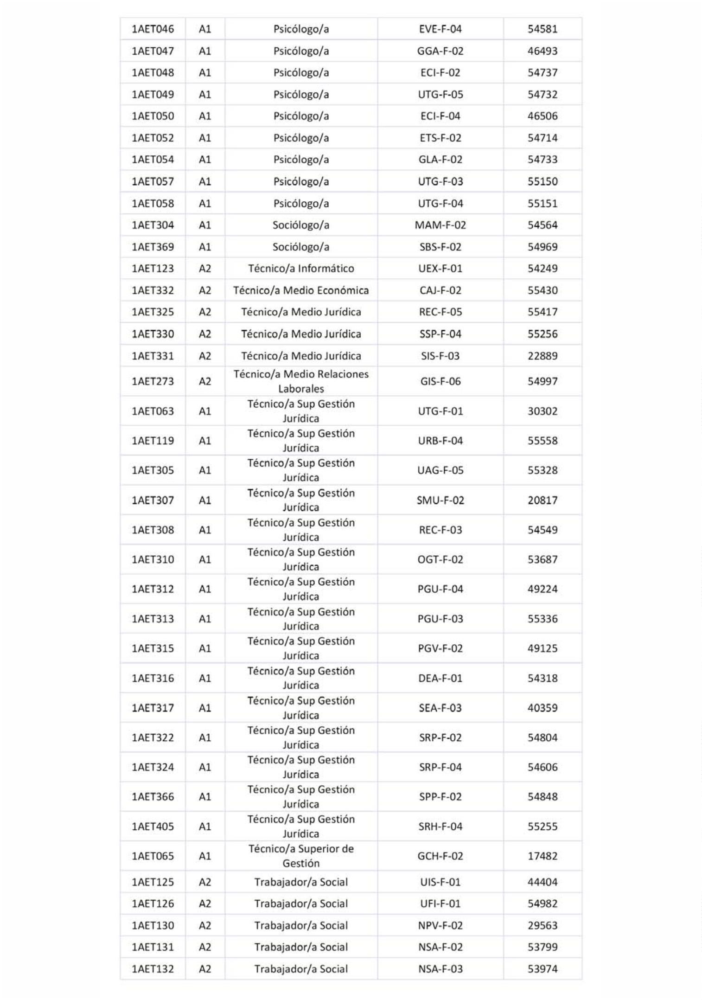 1AET046 A1 Psicólogo/a EVE-F-04 54581
1AET047 A1 Psicólogo/a GGA-F-02 46493
1AET048 A1 Psicólogo/a ECI-F-02 54737
1AET049 A1 Psicólogo/a UTG-F-05 54732
1AET050 A1 Psicólogo/a ECI-F-04 46506
1AET052 A1 Psicólogo/a ETS-F-02 54714
1AET054 A1 Psicólogo/a GLA-F-02 54733
1AET057 A1 Psicólogo/a UTG-F-03 55150
1AET058 A1 Psicólogo/a UTG-F-04 55151
1AET304 A1 Sociólogo/a MAM-F-02 54564
1AET369 A1 Sociólogo/a SBS-F-02 54969
1AET123 A2 Técnico/a Informático UEX-F-01 54249
1AET332 A2 Técnico/a Medio Económica CAJ-F-02 55430
1AET325 A2 Técnico/a Medio Jurídica REC-F-05 55417
1AET330 A2 Técnico/a Medio Jurídica SSP-F-04 55256
1AET331 A2 Técnico/a Medio Jurídica SIS-F-03 22889
1AET273 A2 Técnico/a Medio Relaciones
Laborales GIS-F-06 54997
1AET063 A1 Técnico/a Sup Gestión
Jurídica UTG-F-01 30302
1AET119 A1 Técnico/a Sup Gestión
Jurídica URB-F-04 55558
1AET305 A1 Técnico/a Sup Gestión
Jurídica UAG-F-05 55328
1AET307 A1 Técnico/a Sup Gestión
Jurídica SMU-F-02 20817
1AET308 A1 Técnico/a Sup Gestión
Jurídica REC-F-03 54549
1AET310 A1 Técnico/a Sup Gestión
Jurídica OGT-F-02 53687
1AET312 A1 Técnico/a Sup Gestión
Jurídica PGU-F-04 49224
1AET313 A1 Técnico/a Sup Gestión
Jurídica PGU-F-03 55336
1AET315 A1 Técnico/a Sup Gestión
Jurídica PGV-F-02 49125
1AET316 A1 Técnico/a Sup Gestión
Jurídica DEA-F-01 54318
1AET317 A1 Técnico/a Sup Gestión
Jurídica SEA-F-03 40359
1AET322 A1 Técnico/a Sup Gestión
Jurídica SRP-F-02 54804
1AET324 A1 Técnico/a Sup Gestión
Jurídica SRP-F-04 54606
1AET366 A1 Técnico/a Sup Gestión
Jurídica SPP-F-02 54848
1AET405 A1 Técnico/a Sup Gestión
Jurídica SRH-F-04 55255
1AET065 A1 Técnico/a Superior de
Gestión GCH-F-02 17482
1AET125 A2 Trabajador/a Social UIS-F-01 44404
1AET126 A2 Trabajador/a Social UFI-F-01 54982
1AET130 A2 Trabajador/a Social NPV-F-02 29563
1AET131 A2 Trabajador/a Social NSA-F-02 53799
1AET132 A2 Trabajador/a Social NSA-F-03 53974